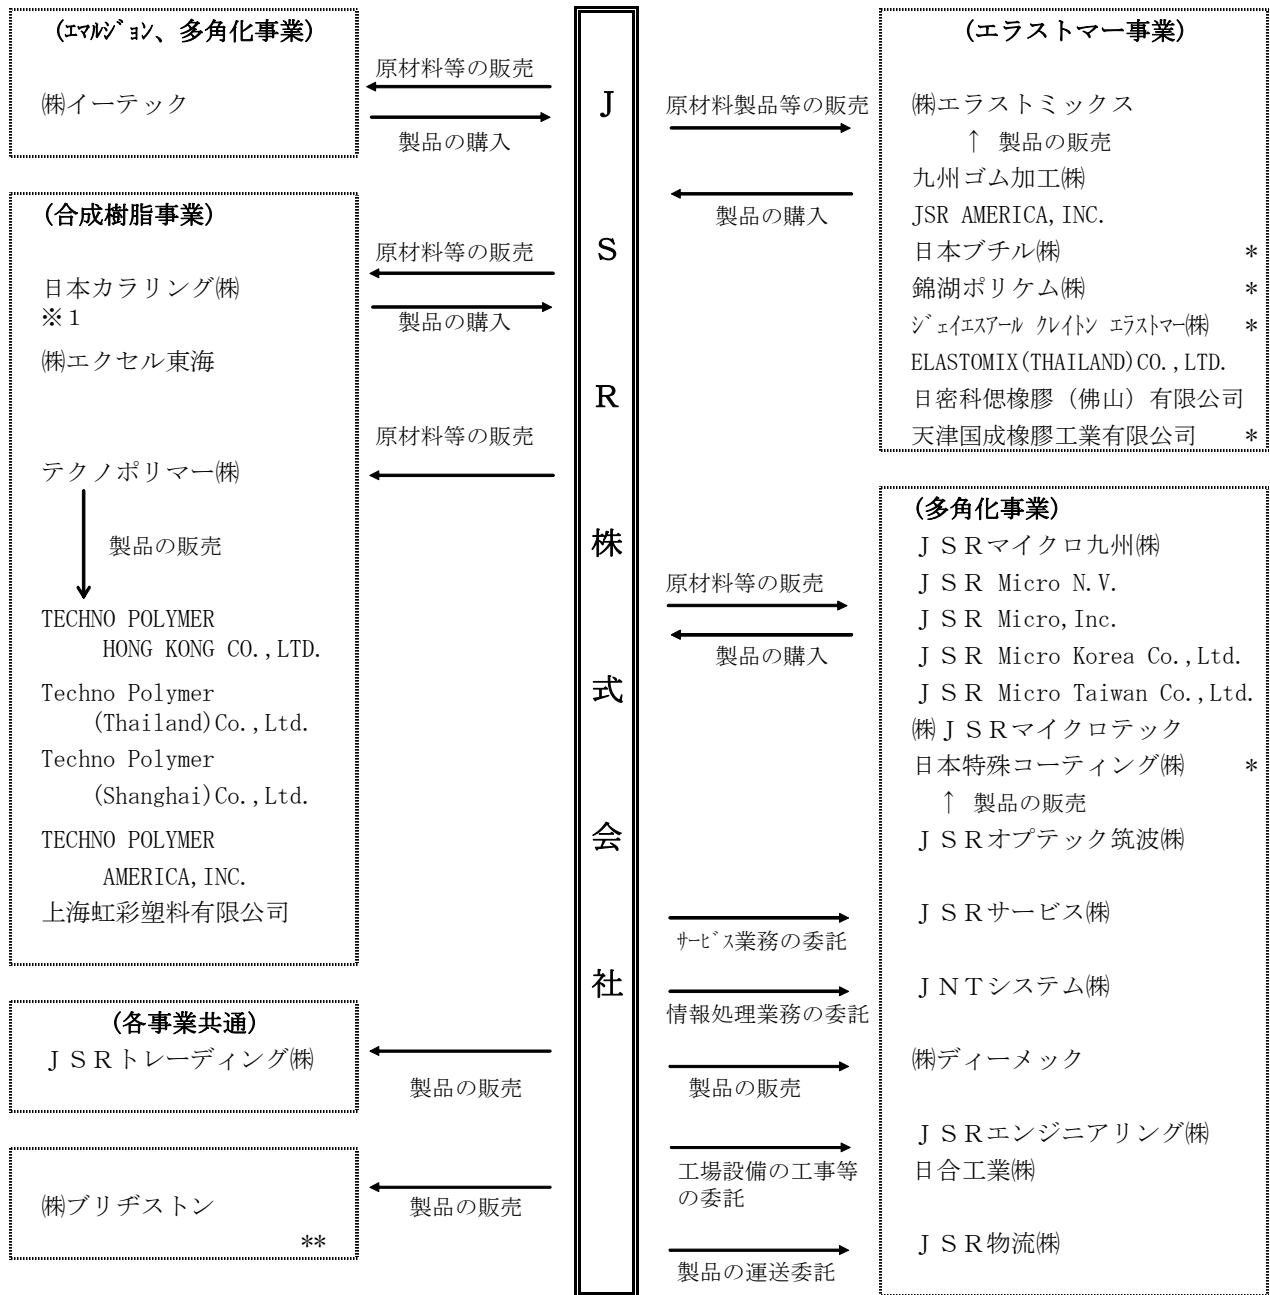 (ｴﾏﾙｼﾞｮﾝ、多角化事業)
㈱イーテック
原材料等の販売
製品の購入
(合成樹脂事業)
日本カラリング㈱
※１
㈱エクセル東海
テクノポリマー㈱
製品の販売
TECHNO POLYMER
HONG KONG CO.,LTD.
Techno Polymer
(Thailand)Co.,Ltd.
Techno Polymer
(Shanghai)Co.,Ltd.
TECHNO POLYMER
AMERICA,INC.
上海虹彩塑料有限公司
原材料等の販売
製品の購入
原材料等の販売
(各事業共通)
ＪＳＲトレーディング㈱
製品の販売
㈱ブリヂストン
**
製品の販売
Ｊ
Ｓ
Ｒ
株
式
会
社
原材料製品等の販売
製品の購入
(エラストマー事業)
㈱エラストミックス
↑ 製品の販売
九州ゴム加工㈱
JSR AMERICA,INC.
日本ブチル㈱ *
錦湖ポリケム㈱ *
ｼﾞｪｲｴｽｱｰﾙ ｸﾚｲﾄﾝ ｴﾗｽﾄﾏｰ㈱ *
ELASTOMIX(THAILAND)CO.,LTD.
日密科偲橡膠（佛山）有限公司
天津国成橡膠工業有限公司 *
原材料等の販売
製品の購入
(多角化事業)
ＪＳＲマイクロ九州㈱
ＪＳＲ Micro N.V.
ＪＳＲ Micro,Inc.
ＪＳＲ Micro Korea Co.,Ltd.
ＪＳＲ Micro Taiwan Co.,Ltd.
㈱ＪＳＲマイクロテック
日本特殊コーティング㈱ *
↑ 製品の販売
ＪＳＲオプテック筑波㈱
ＪＳＲサービス㈱
ｻｰﾋﾞｽ業務の委託
ＪＮＴシステム㈱
情報処理業務の委託
㈱ディーメック
製品の販売
ＪＳＲエンジニアリング㈱
日合工業㈱
工場設備の工事等
の委託
ＪＳＲ物流㈱
製品の運送委託